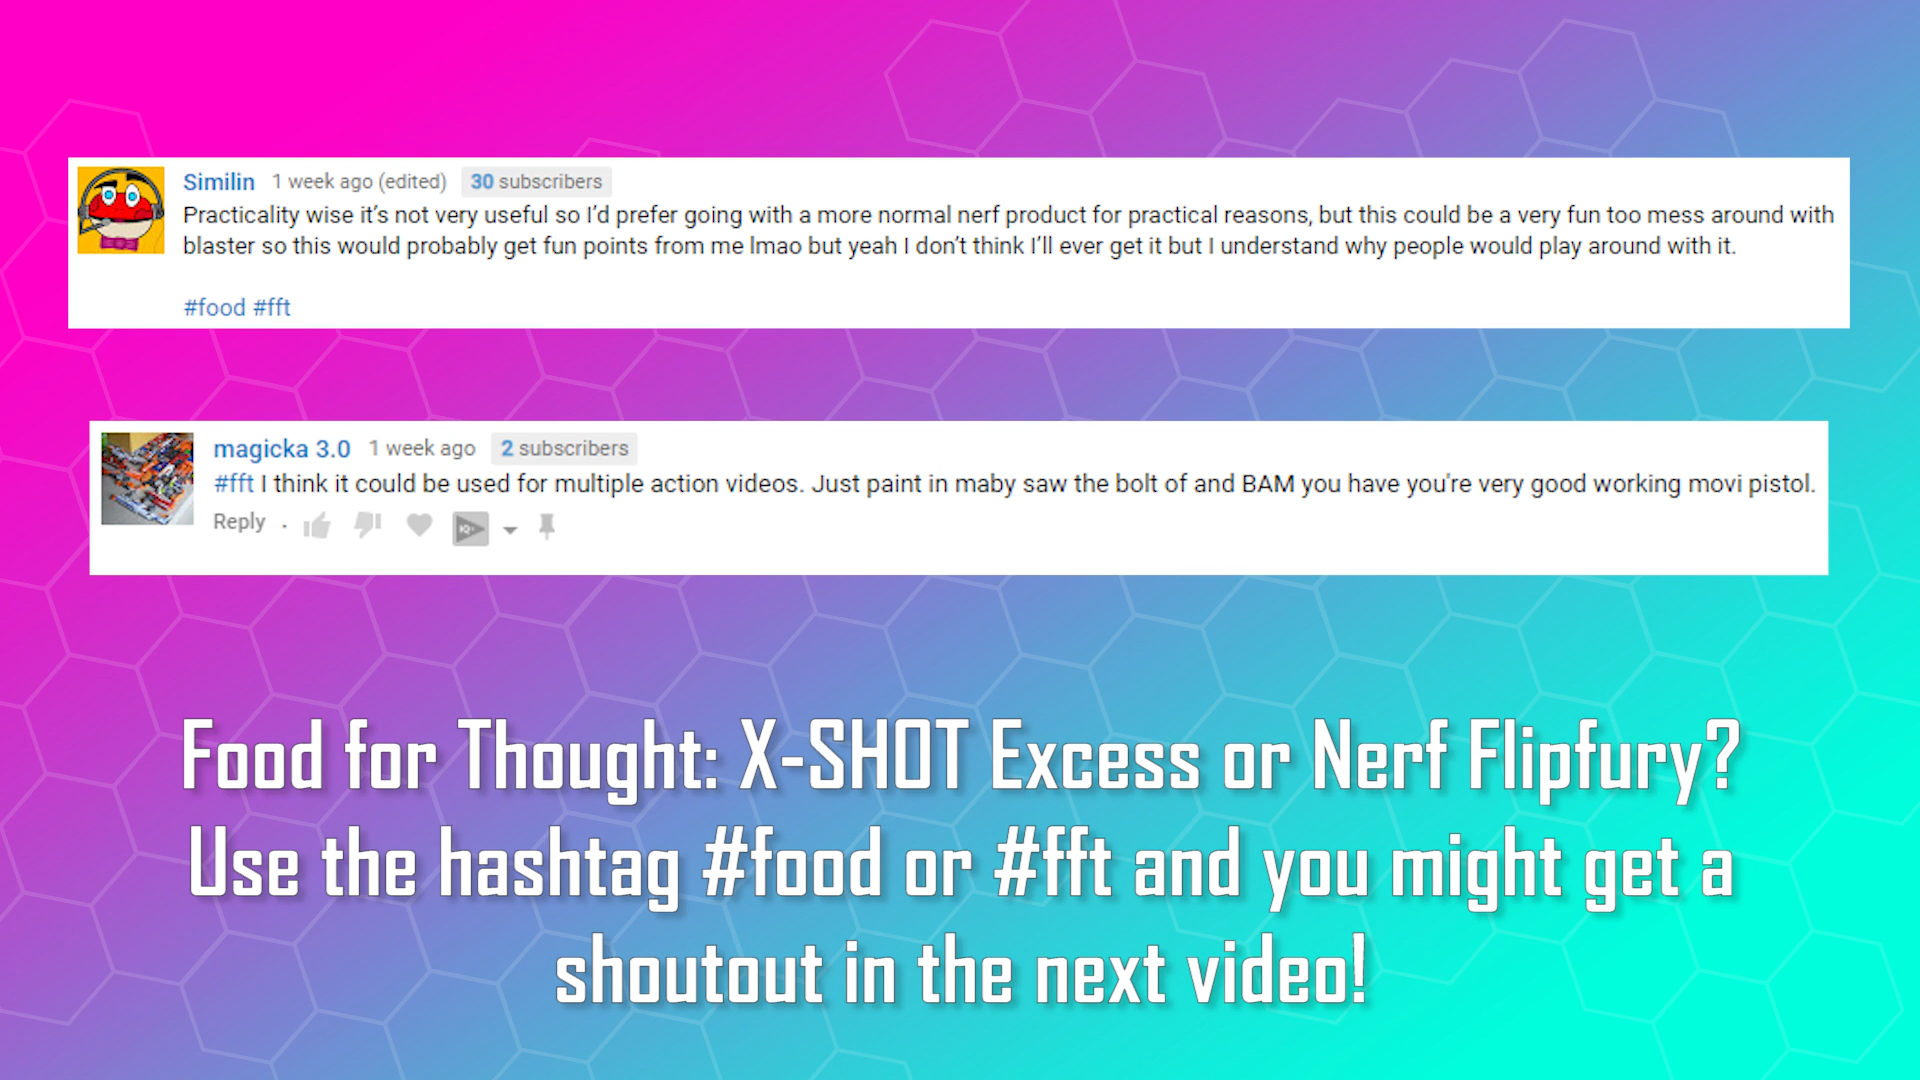 Similin 1 week ago (edited) 30 subscribers
Practicality wise it's not very useful so I'd prefer going with a more normal nerf product for practical reasons, but this could be a very fun too mess around with
blaster so this would probably get fun points from me lmao but yeah I don't think I'll ever get it but I understand why people would play around with it.
#food #fft
magicka 3.0 1 week ago 2 subscribers
#fft I think it could be used for multiple action videos. Just paint in maby saw the bolt of and BAM you have you're very good working movi pistol.
Reply
Food for Thought: X-SHOT Excess or Nerf Flipfury?
Use the hashtag #food or #fft and you might get a
shoutout in the next video!